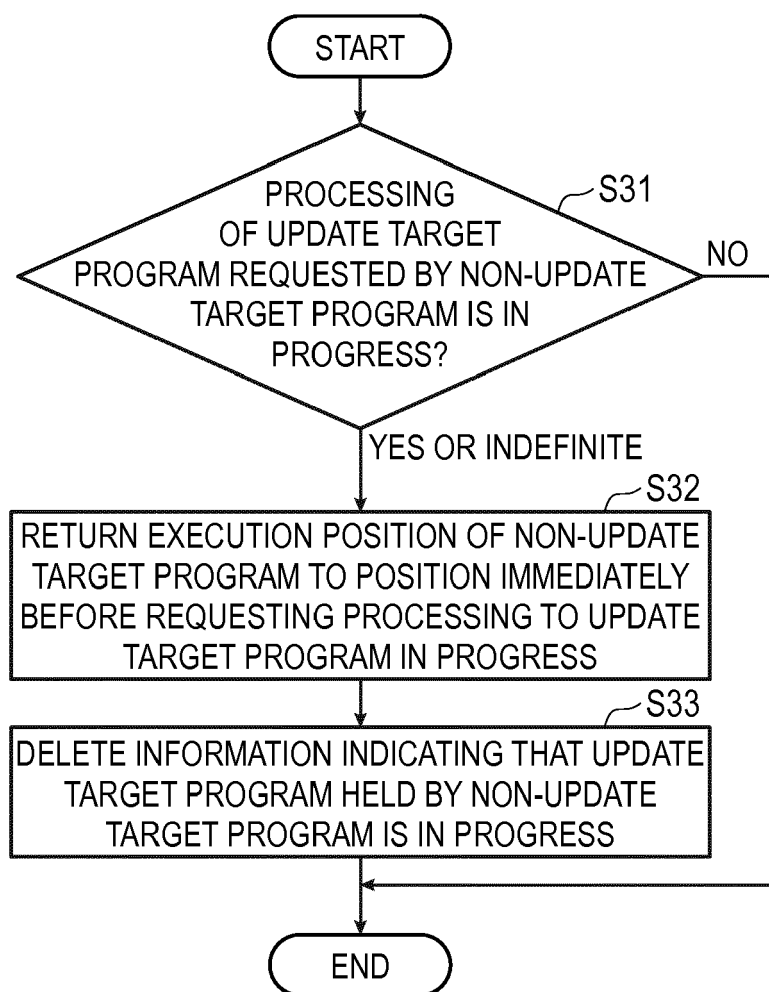 START
PROCESSING
OF UPDATE TARGET
PROGRAM REQUESTED BY NON-UPDATE
TARGET PROGRAM IS IN
PROGRESS?
S31
NO
YES OR INDEFINITE
S32
RETURN EXECUTION POSITION OF NON-UPDATE
TARGET PROGRAM TO POSITION IMMEDIATELY
BEFORE REQUESTING PROCESSING TO UPDATE
TARGET PROGRAM IN PROGRESS
S33
DELETE INFORMATION INDICATING THAT UPDATE
TARGET PROGRAM HELD BY NON-UPDATE
TARGET PROGRAM IS IN PROGRESS
END